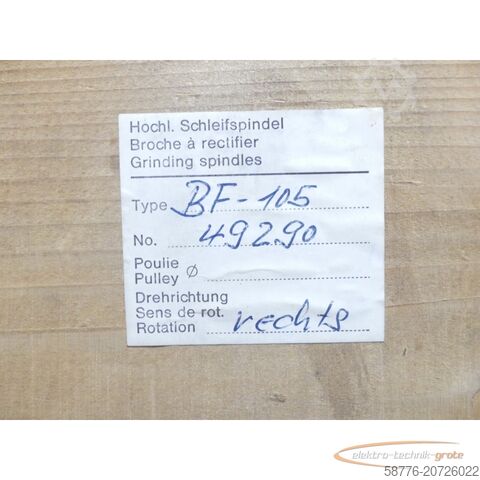 Hochl. Schleifspindel
Broche à rectifier
Grinding spindles
Type BF-105
No. 49290
Poulie
Pulley Ø
Drehrichtung
Sens de rot.
Rotation rechts
elektro-technik-grote
58776-20726022